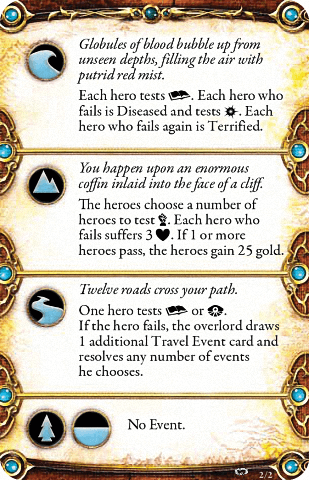 Globules of blood bubble up from
unseen depths, filling the air with
putrid red mist.
Each hero tests . Each hero who
fails is Diseased and tests . Each
hero who fails again is Terrified.
You happen upon an enormous
coffin inlaid into the face of a cliff.
The heroes choose a number of
heroes to test . Each hero who
fails suffers 3 . If 1 or more
heroes pass, the heroes gain 25 gold.
Twelve roads cross your path.
One hero tests or .
If the hero fails, the overlord draws
1 additional Travel Event card and
resolves any number of events
he chooses.
No Event.
2/2